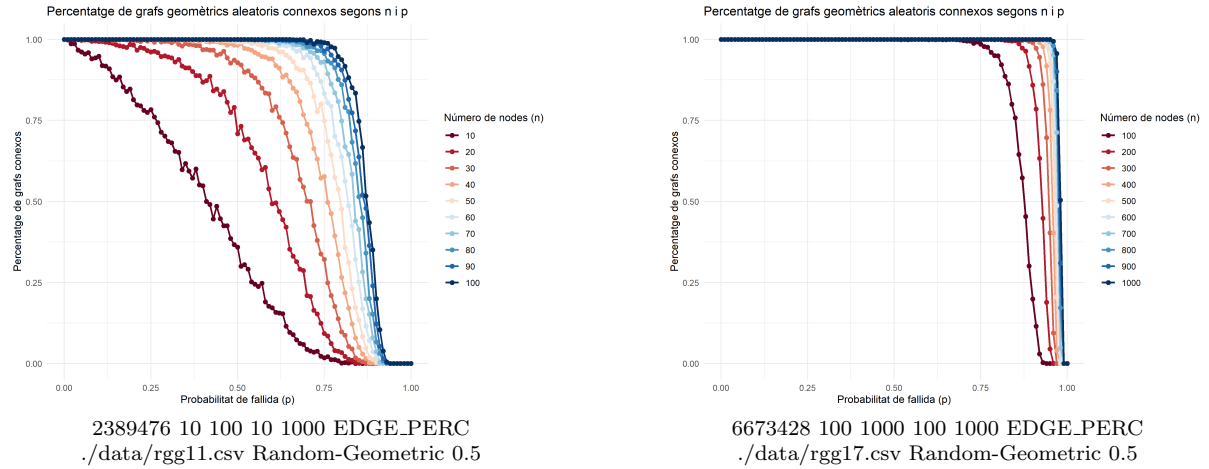 Percentatge de grafs geomètrics aleatoris connexos segons n i p
Percentatge de grafs conexos
1.00
0.75
0.50
0.25
0.00
0.00 0.25 0.50 0.75 1.00
Probabilitat de fallida (p)
Número de nodes (n)
10
20
30
40
50
60
70
80
90
100
2389476 10 100 10 1000 EDGE_PERC
./data/rgg11.csv Random-Geometric 0.5
Percentatge de grafs geomètrics aleatoris connexos segons n i p
Percentatge de grafs conexos
1.00
0.75
0.50
0.25
0.00
0.00 0.25 0.50 0.75 1.00
Probabilitat de fallida (p)
Número de nodes (n)
100
200
300
400
500
600
700
800
900
1000
6673428 100 1000 100 1000 EDGE_PERC
./data/rgg17.csv Random-Geometric 0.5